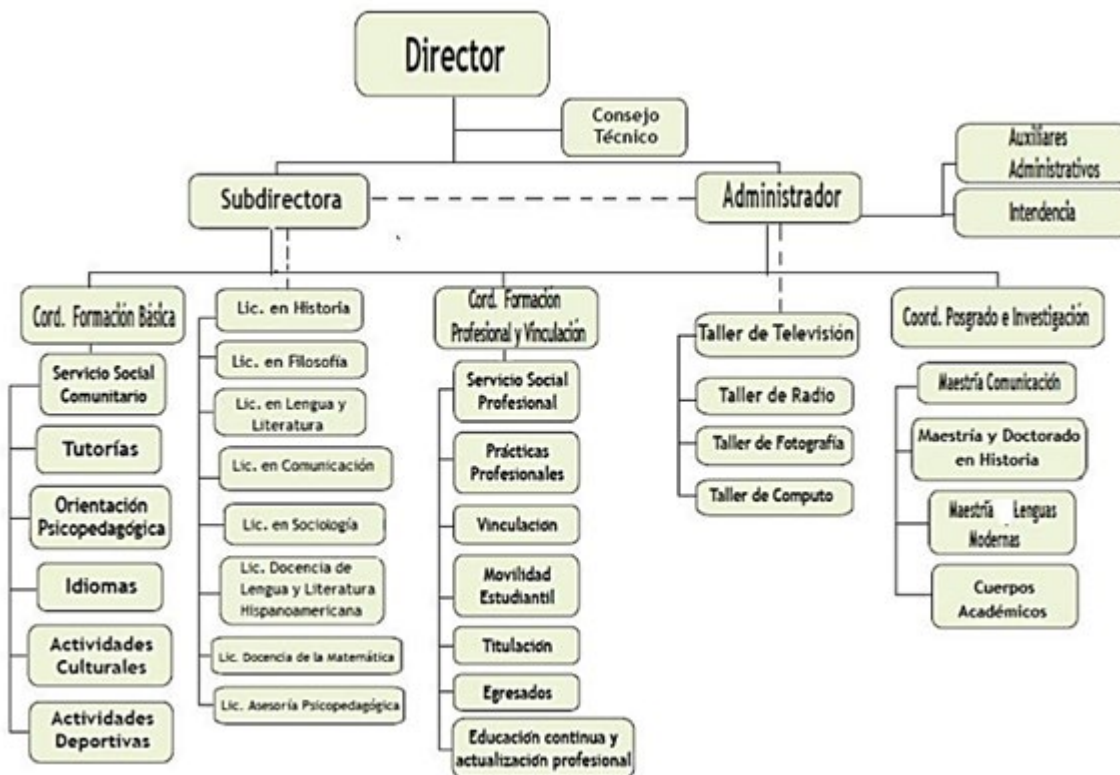 Director
Consejo
Técnico
Auxiliares
Administrativos
Subdirectora
Administrador
Intendencia
Cord. Formación Básica
Servicio Social
Comunitario
Tutorías
Orientación
Psicopedagógica
Idiomas
Actividades
Culturales
Actividades
Deportivas
Lic. en Historia
Lic. en Filosofía
Lic. en Lengua y
Literatura
Lic. en Comunicación
Lic. en Sociología
Lic. Docencia de
Lengua y Literatura
Hispanoamericana
Lic. Docencia de la Matemática
Lic. Asesoría Psicopedagógica
Cord. Formación
Profesional y Vinculación
Servicio Social
Profesional
Prácticas
Profesionales
Vinculación
Movilidad
Estudiantil
Titulación
Egresados
Educación continua y
actualización profesional
Taller de Televisión
Taller de Radio
Taller de Fotografía
Taller de Computo
Coord. Posgrado e Investigación
Maestría Comunicación
Maestría y Doctorado
en Historia
Maestría Lenguas
Modernas
Cuerpos
Académicos